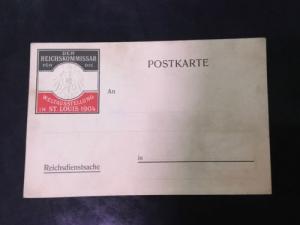 DER
REICHSKOMMISSAR
FÜR DIE
WELTAUSSTELLUNG
IN ST. LOUIS 1904
POSTKARTE
An
in
Reichsdienstsache